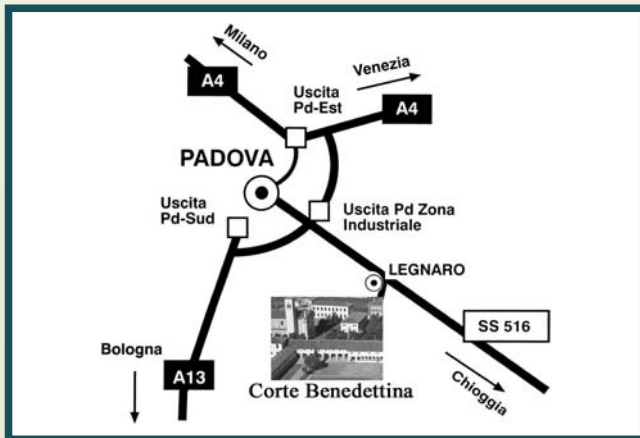 Milano
A4
Venezia
Uscita
Pd-Est
A4
PADOVA
Uscita
Pd-Sud
Uscita Pd Zona
Industriale
LEGNARO
SS 516
Bologna
A13
Chioggia
Corte Benedettina